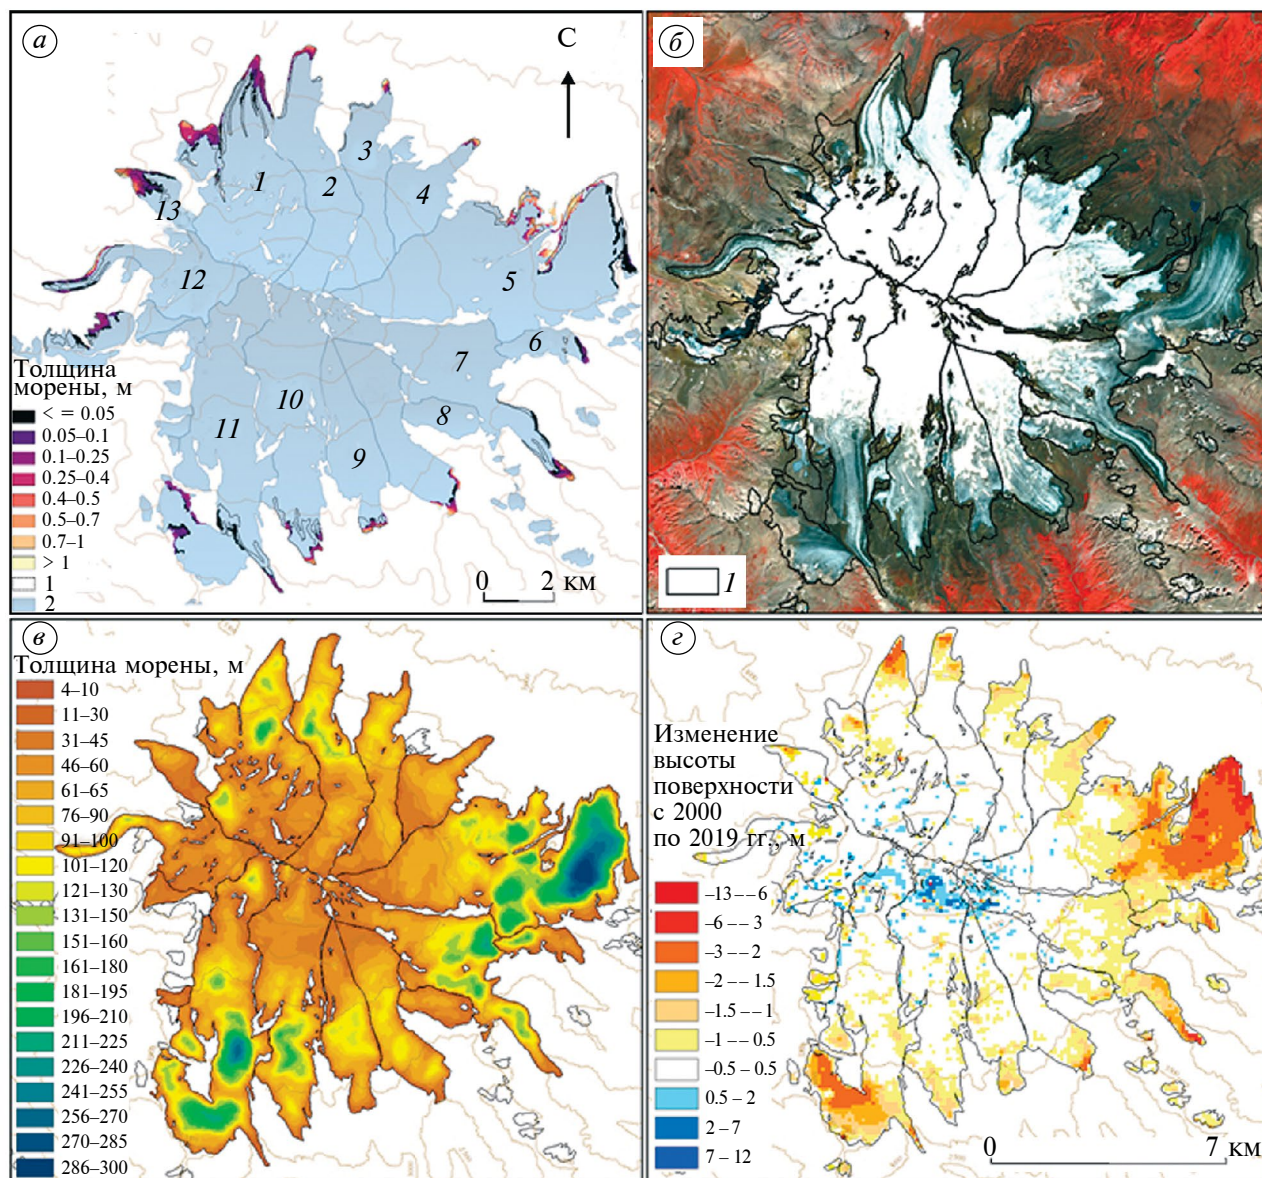 а
С
1
2
3
4
5
6
7
8
9
10
11
12
13
Толщина
морены, м
< = 0.05
0.05–0.1
0.1–0.25
0.25–0.4
0.4–0.5
0.5–0.7
0.7–1
> 1
1
2
0 2 км
б
1
в
Толщина морены, м
4–10
11–30
31–45
46–60
61–65
76–90
91–100
101–120
121–130
131–150
151–160
161–180
181–195
196–210
211–225
226–240
241–255
256–270
270–285
286–300
г
Изменение
высоты
поверхности
с 2000
по 2019 гг., м
–13 – –6
–6 – –3
–3 – –2
–2 – –1.5
–1.5 – –1
–1 – –0.5
–0.5 – 0.5
0.5 – 2
2 – 7
7 – 12
0 7 км